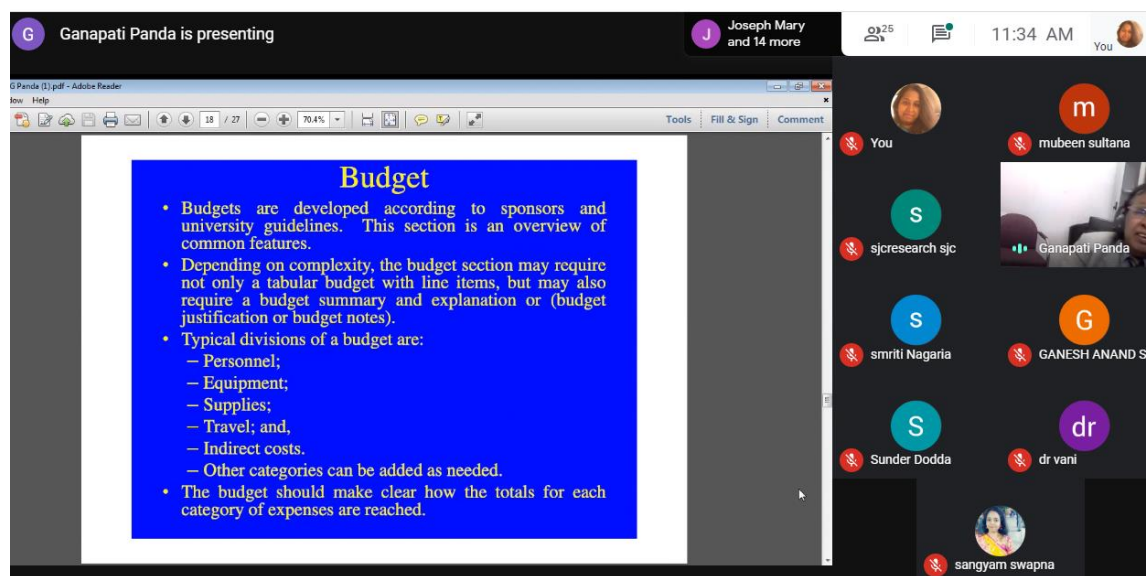 G Ganapati Panda is presenting
J Joseph Mary
and 14 more
25
11:34 AM
You
G Panda (1).pdf - Adobe Reader
Help
18 / 27
70.4%
Tools
Fill & Sign
Comment
Budget
• Budgets are developed according to sponsors and
university guidelines. This section is an overview of
common features.
• Depending on complexity, the budget section may require
not only a tabular budget with line items, but may also
require a budget summary and explanation or (budget
justification or budget notes).
• Typical divisions of a budget are:
– Personnel;
– Equipment;
– Supplies;
– Travel; and,
– Indirect costs.
– Other categories can be added as needed.
• The budget should make clear how the totals for each
category of expenses are reached.
You
m
mubeen sultana
S
sjcresearch sjc
Ganapati Panda
s
smriti Nagaria
G
GANESH ANAND S
S
Sunder Dodda
dr
dr vani
sangyam swapna